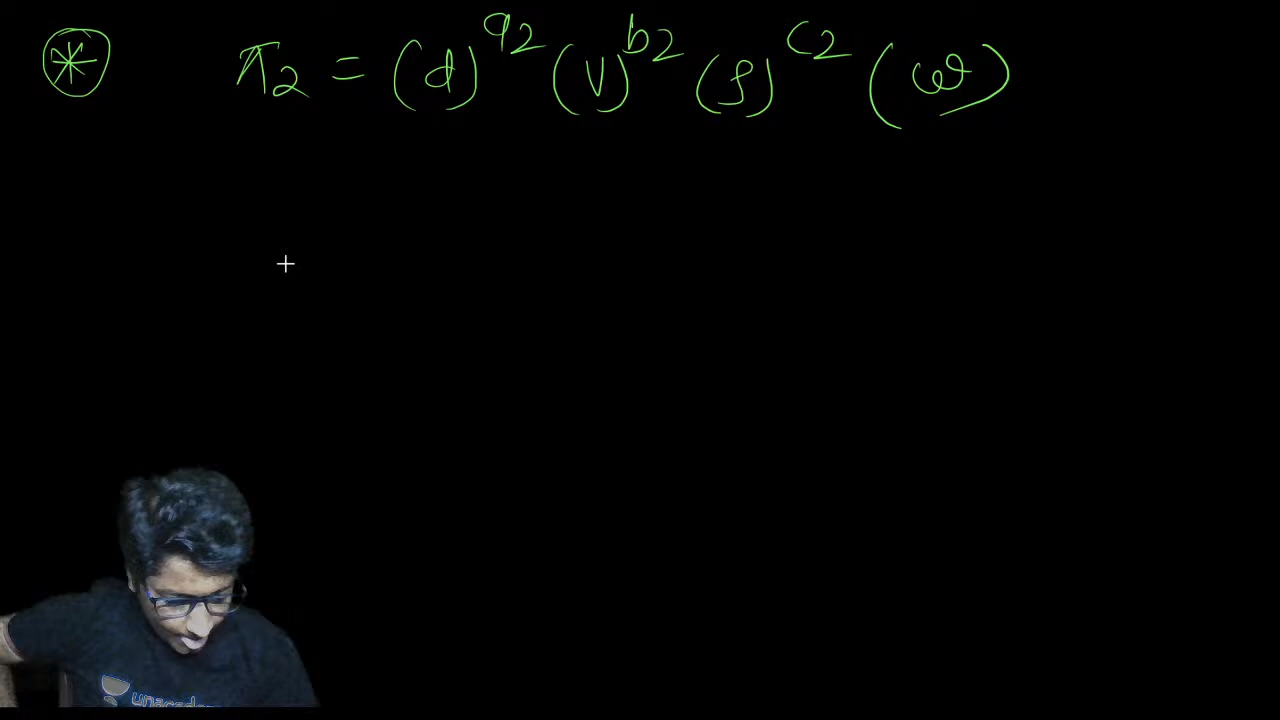 * π₂ = (d)^a₂ (V)^b₂ (ρ)^c₂ (ω)